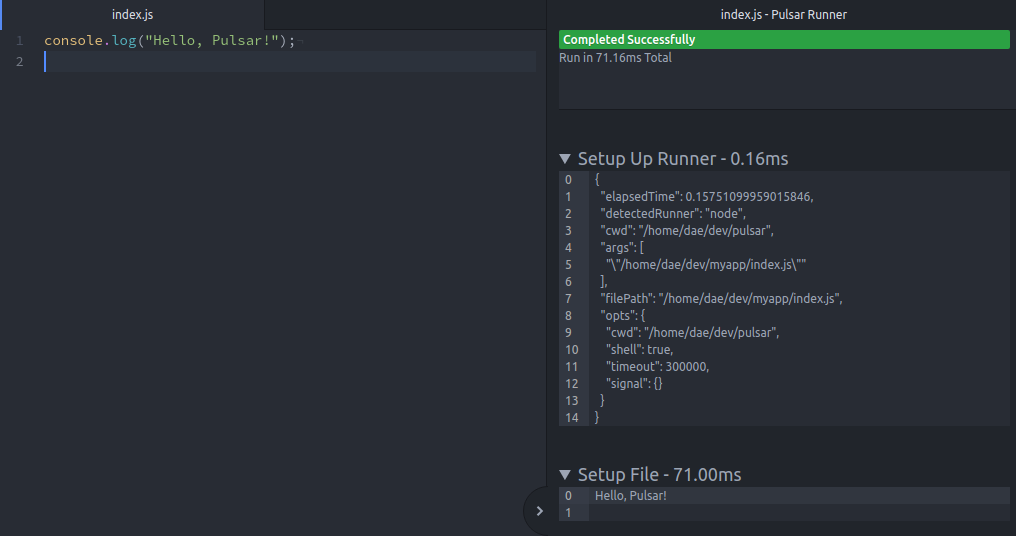 index.js
1 console.log("Hello, Pulsar!");¬
2
index.js - Pulsar Runner
Completed Successfully
Run in 71.16ms Total
Setup Up Runner - 0.16ms
0 {
1 "elapsedTime": 0.15751099959015846,
2 "detectedRunner": "node",
3 "cwd": "/home/dae/dev/pulsar",
4 "args": [
5 "\"/home/dae/dev/myapp/index.js\""
6 ],
7 "filePath": "/home/dae/dev/myapp/index.js",
8 "opts": {
9 "cwd": "/home/dae/dev/pulsar",
10 "shell": true,
11 "timeout": 300000,
12 "signal": {}
13 }
14 }
Setup File - 71.00ms
0 Hello, Pulsar!
1